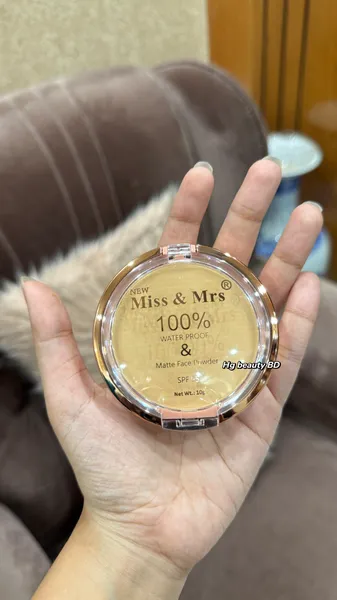 NEW
Miss & Mrs ®
100%
WATER PROOF
&
Matte Face Powder
Hg beauty BD
SPF
Net Wt.: 10g